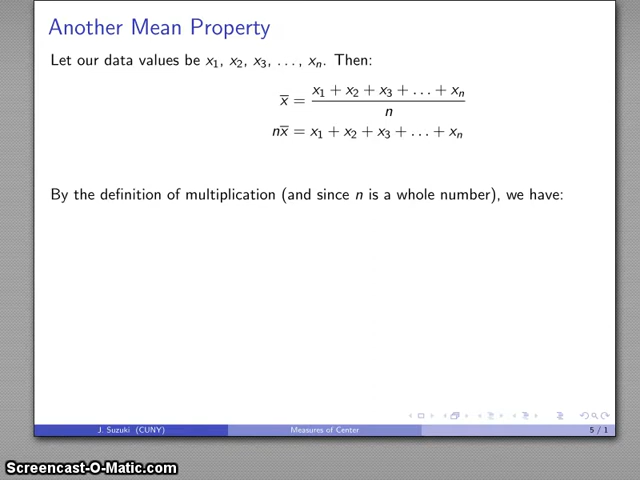 Another Mean Property
Let our data values be x₁, x₂, x₃, . . . , xₙ. Then:
x̅ = (x₁ + x₂ + x₃ + . . . + xₙ) / n
nx̅ = x₁ + x₂ + x₃ + . . . + xₙ
By the definition of multiplication (and since n is a whole number), we have:
J. Suzuki (CUNY) Measures of Center 5 / 1
Screencast-O-Matic.com